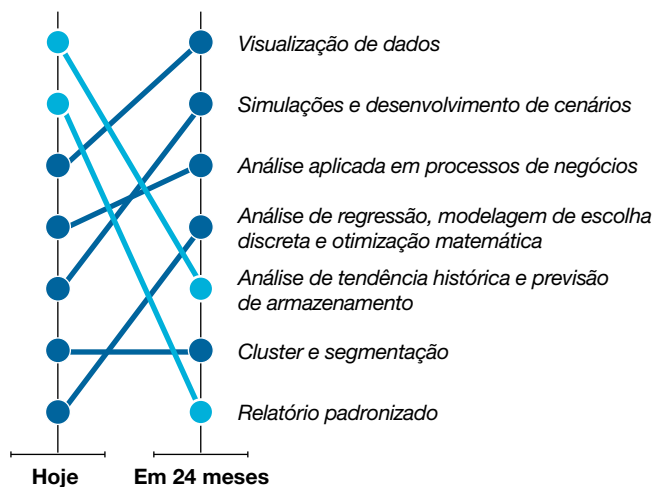 Visualização de dados
Simulações e desenvolvimento de cenários
Análise aplicada em processos de negócios
Análise de regressão, modelagem de escolha
discreta e otimização matemática
Análise de tendência histórica e previsão
de armazenamento
Cluster e segmentação
Relatório padronizado
Hoje
Em 24 meses